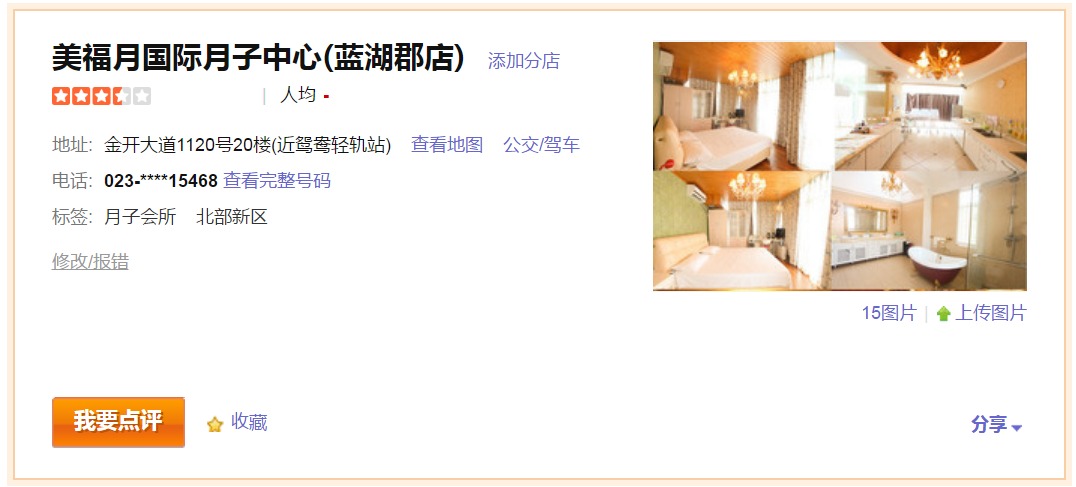 美福月国际月子中心(蓝湖郡店) 添加分店
| 人均 -
地址: 金开大道1120号20楼(近鸳鸯轻轨站) 查看地图 公交/驾车
电话: 023-****15468 查看完整号码
标签: 月子会所 北部新区
修改/报错
15图片 | 上传图片
我要点评 收藏 分享